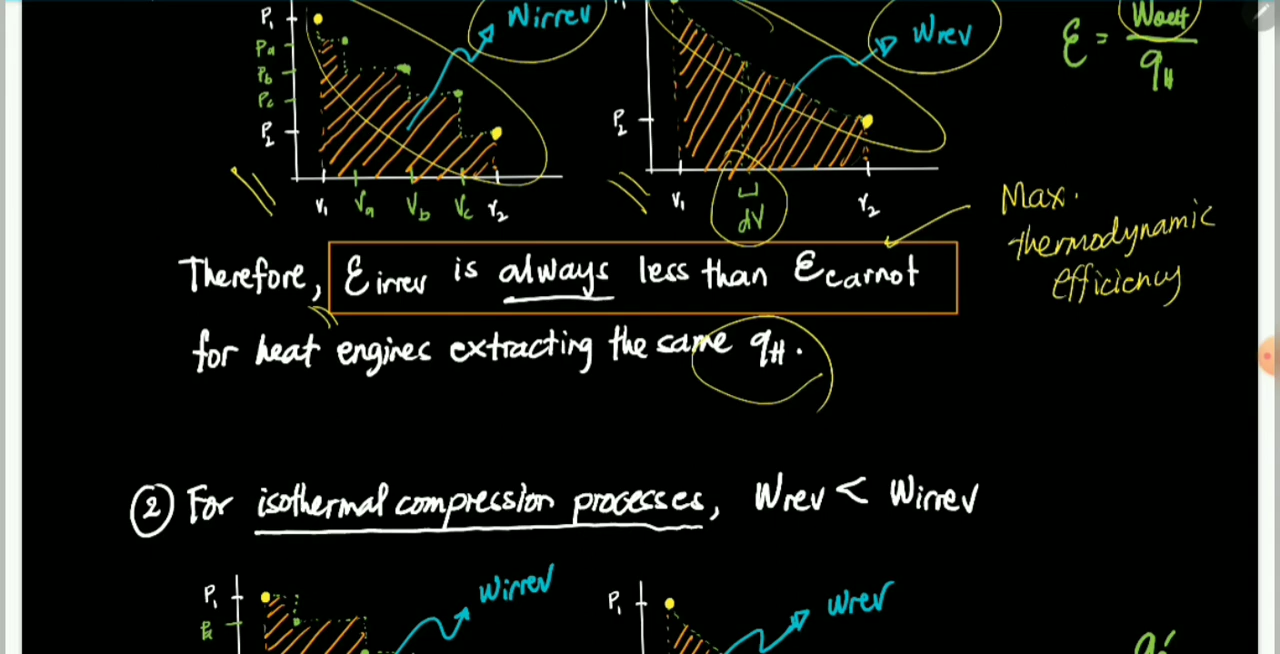 P₁
Pa
Pb
Pc
P₂
V₁ Va Vb Vc V₂
Wirrev
P₂
V₁ dV V₂
Wrev
ε = Wout / qH
Max. thermodynamic efficiency
Therefore, εirrev is always less than εcarnot
for heat engines extracting the same qH.
② For isothermal compression processes, Wrev < Wirrev
P₁
Pa
Wirrev
P₁
Wrev